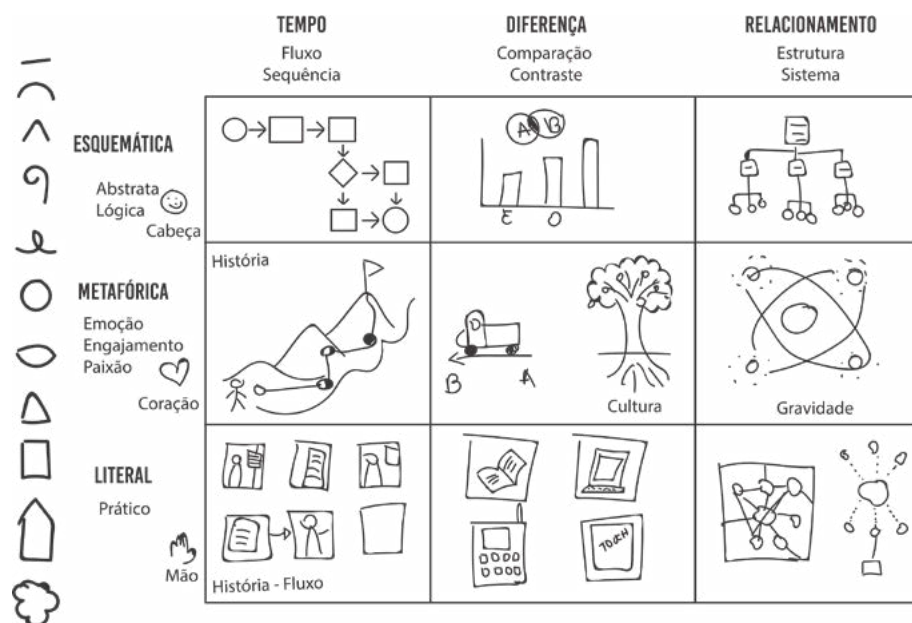 TEMPO
Fluxo
Sequência
DIFERENÇA
Comparação
Contraste
RELACIONAMENTO
Estrutura
Sistema
ESQUEMÁTICA
Abstrata
Lógica
Cabeça
A B
E O
METAFÓRICA
Emoção
Engajamento
Paixão
Coração
História
B A
Cultura
Gravidade
LITERAL
Prático
Mão
História - Fluxo
TOUCH